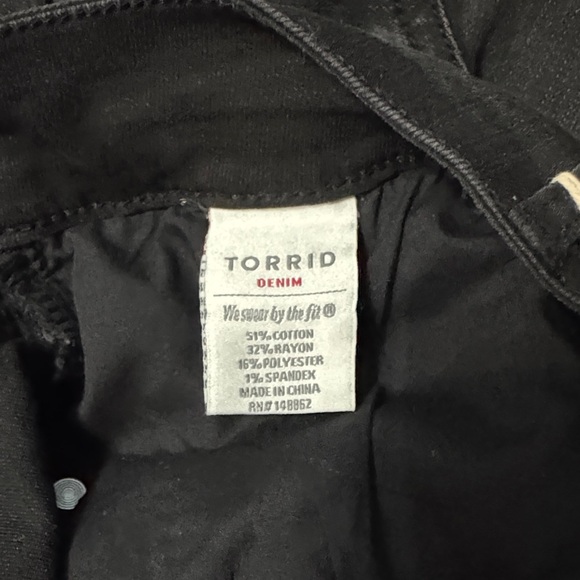 TORRID
DENIM
We swear by the fit®
51% COTTON
32% RAYON
16% POLYESTER
1% SPANDEX
MADE IN CHINA
RN# 148862